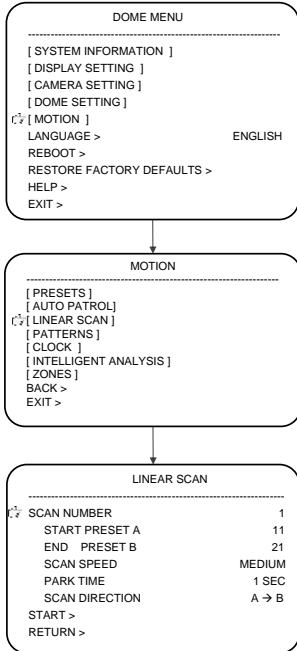 DOME MENU
[ SYSTEM INFORMATION ]
[ DISPLAY SETTING ]
[ CAMERA SETTING ]
[ DOME SETTING ]
[ MOTION ]
LANGUAGE > ENGLISH
REBOOT >
RESTORE FACTORY DEFAULTS >
HELP >
EXIT >
MOTION
[ PRESETS ]
[ AUTO PATROL]
[ LINEAR SCAN ]
[ PATTERNS ]
[ CLOCK ]
[ INTELLIGENT ANALYSIS ]
[ ZONES ]
BACK >
EXIT >
LINEAR SCAN
SCAN NUMBER 1
START PRESET A 11
END PRESET B 21
SCAN SPEED MEDIUM
PARK TIME 1 SEC
SCAN DIRECTION A → B
START >
RETURN >